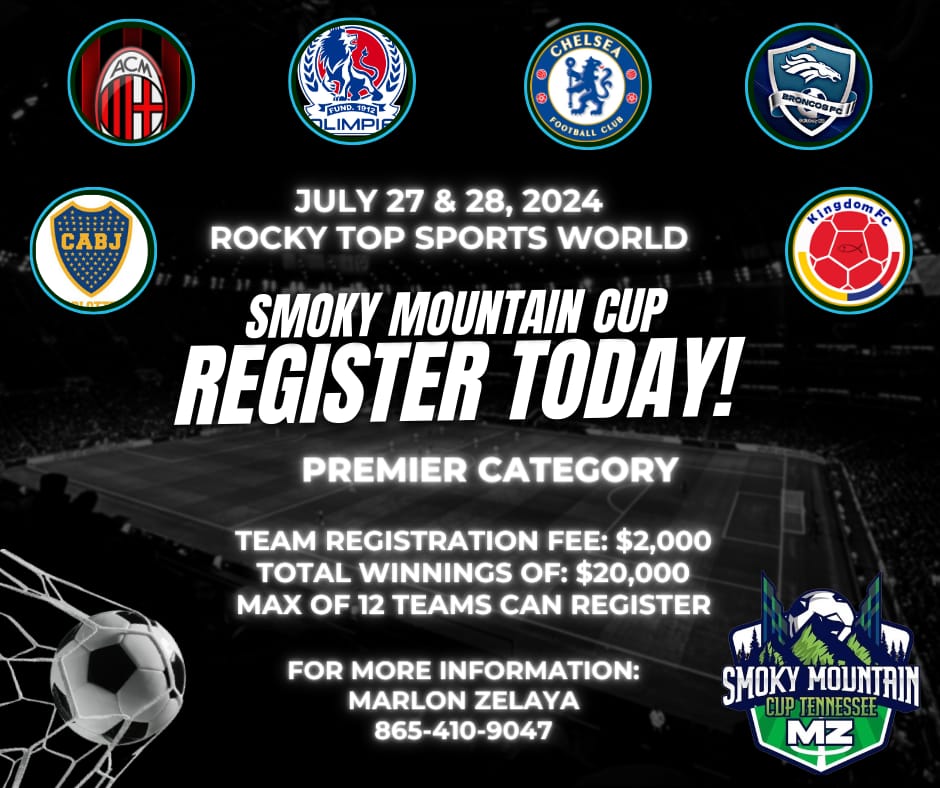 ACM
FUND. 1912
OLIMPIA
CHELSEA
FOOTBALL CLUB
BRONCOS FC
CABJ
Kingdom FC
JULY 27 & 28, 2024
ROCKY TOP SPORTS WORLD
SMOKY MOUNTAIN CUP
REGISTER TODAY!
PREMIER CATEGORY
TEAM REGISTRATION FEE: $2,000
TOTAL WINNINGS OF: $20,000
MAX OF 12 TEAMS CAN REGISTER
FOR MORE INFORMATION:
MARLON ZELAYA
865-410-9047
SMOKY MOUNTAIN
CUP TENNESSEE
MZ